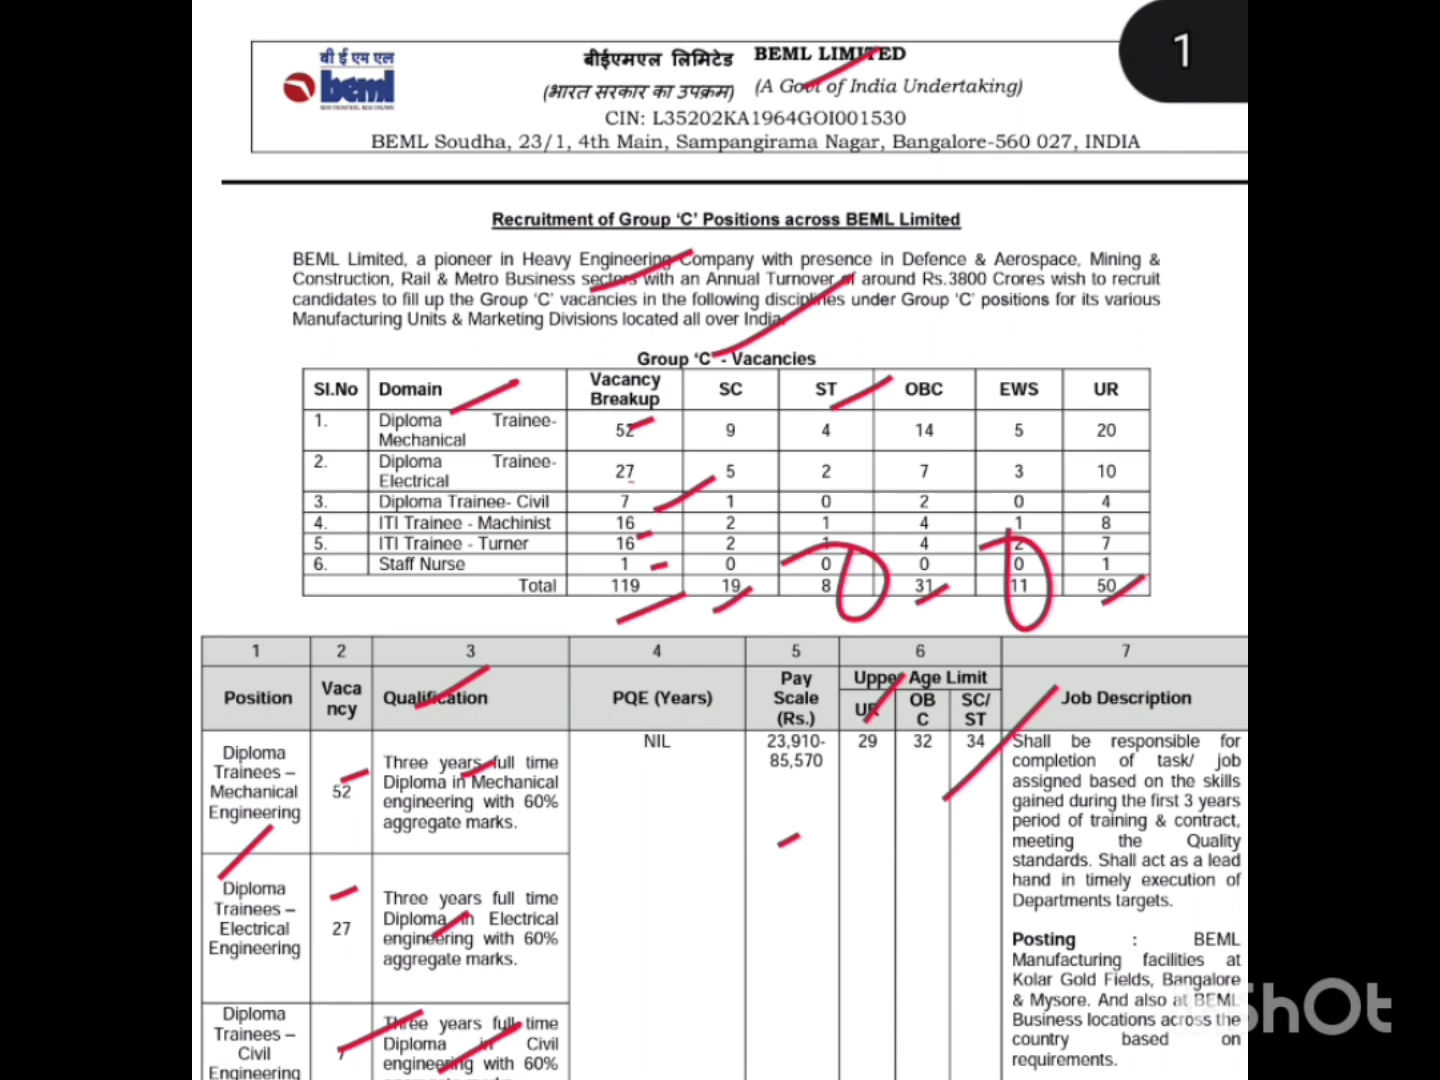 1
बी ई एम एल
beml
बीईएमएल लिमिटेड BEML LIMITED
(भारत सरकार का उपक्रम) (A Govt of India Undertaking)
CIN: L35202KA1964GOI001530
BEML Soudha, 23/1, 4th Main, Sampangirama Nagar, Bangalore-560 027, INDIA
Recruitment of Group 'C' Positions across BEML Limited
BEML Limited, a pioneer in Heavy Engineering Company with presence in Defence & Aerospace, Mining &
Construction, Rail & Metro Business sectors with an Annual Turnover of around Rs.3800 Crores wish to recruit
candidates to fill up the Group 'C' vacancies in the following disciplines under Group 'C' positions for its various
Manufacturing Units & Marketing Divisions located all over India.
Group 'C' - Vacancies
Sl.No Domain Vacancy Breakup SC ST OBC EWS UR
1. Diploma Trainee- Mechanical 52 9 4 14 5 20
2. Diploma Trainee- Electrical 27 5 2 7 3 10
3. Diploma Trainee- Civil 7 1 0 2 0 4
4. ITI Trainee - Machinist 16 2 1 4 1 8
5. ITI Trainee - Turner 16 2 1 4 2 7
6. Staff Nurse 1 0 0 0 0 1
Total 119 19 8 31 11 50
1 2 3 4 5 6 7
Position Vaca ncy Qualification PQE (Years) Pay Scale (Rs.) Upper Age Limit Job Description
UR OB C SC/ ST
Diploma
Trainees –
Mechanical
Engineering
52
Three years full time
Diploma in Mechanical
engineering with 60%
aggregate marks.
NIL
23,910-
85,570
29 32 34
Shall be responsible for
completion of task/ job
assigned based on the skills
gained during the first 3 years
period of training & contract,
meeting the Quality
standards. Shall act as a lead
hand in timely execution of
Departments targets.
Diploma
Trainees –
Electrical
Engineering
27
Three years full time
Diploma in Electrical
engineering with 60%
aggregate marks.
Posting : BEML
Manufacturing facilities at
Kolar Gold Fields, Bangalore
& Mysore. And also at BEML
Business locations across the
country based on
requirements.
Diploma
Trainees –
Civil
Engineering
7
Three years full time
Diploma in Civil
engineering with 60%
hOt